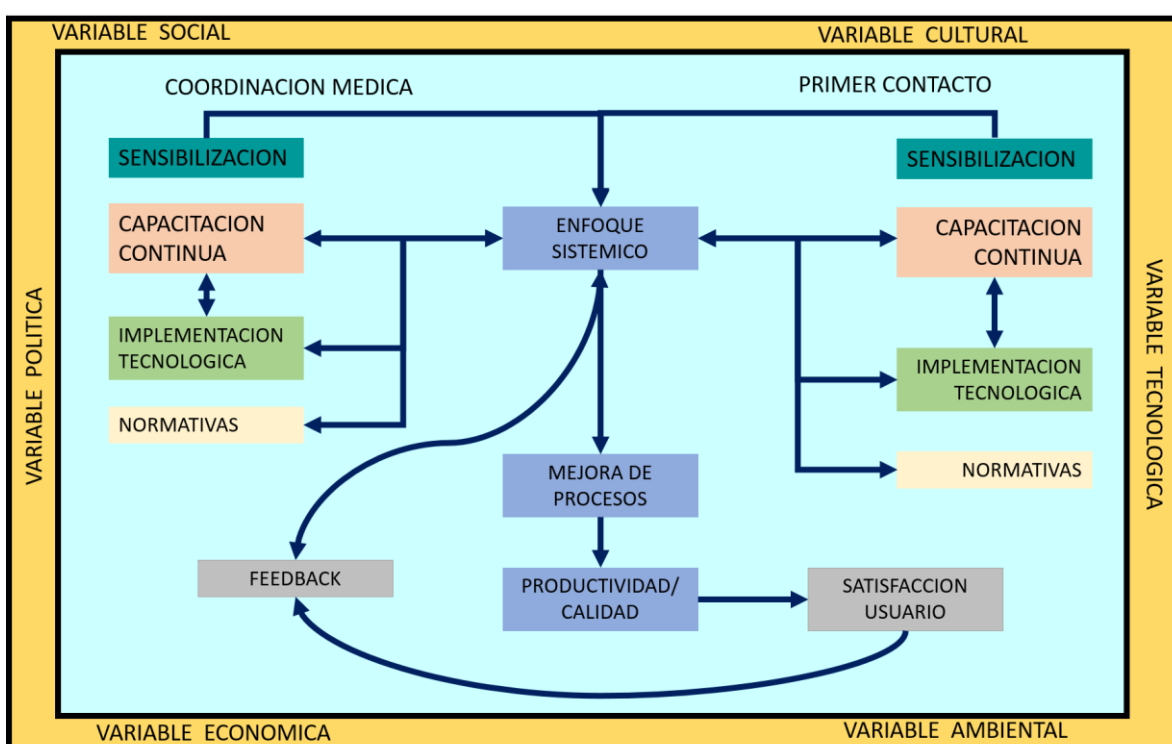 VARIABLE SOCIAL
VARIABLE CULTURAL
COORDINACION MEDICA
PRIMER CONTACTO
SENSIBILIZACION
SENSIBILIZACION
CAPACITACION
CONTINUA
ENFOQUE
SISTEMICO
CAPACITACION
CONTINUA
VARIABLE POLITICA
VARIABLE TECNOLOGICA
IMPLEMENTACION
TECNOLOGICA
IMPLEMENTACION
TECNOLOGICA
NORMATIVAS
NORMATIVAS
MEJORA DE
PROCESOS
FEEDBACK
PRODUCTIVIDAD/
CALIDAD
SATISFACCION
USUARIO
VARIABLE ECONOMICA
VARIABLE AMBIENTAL